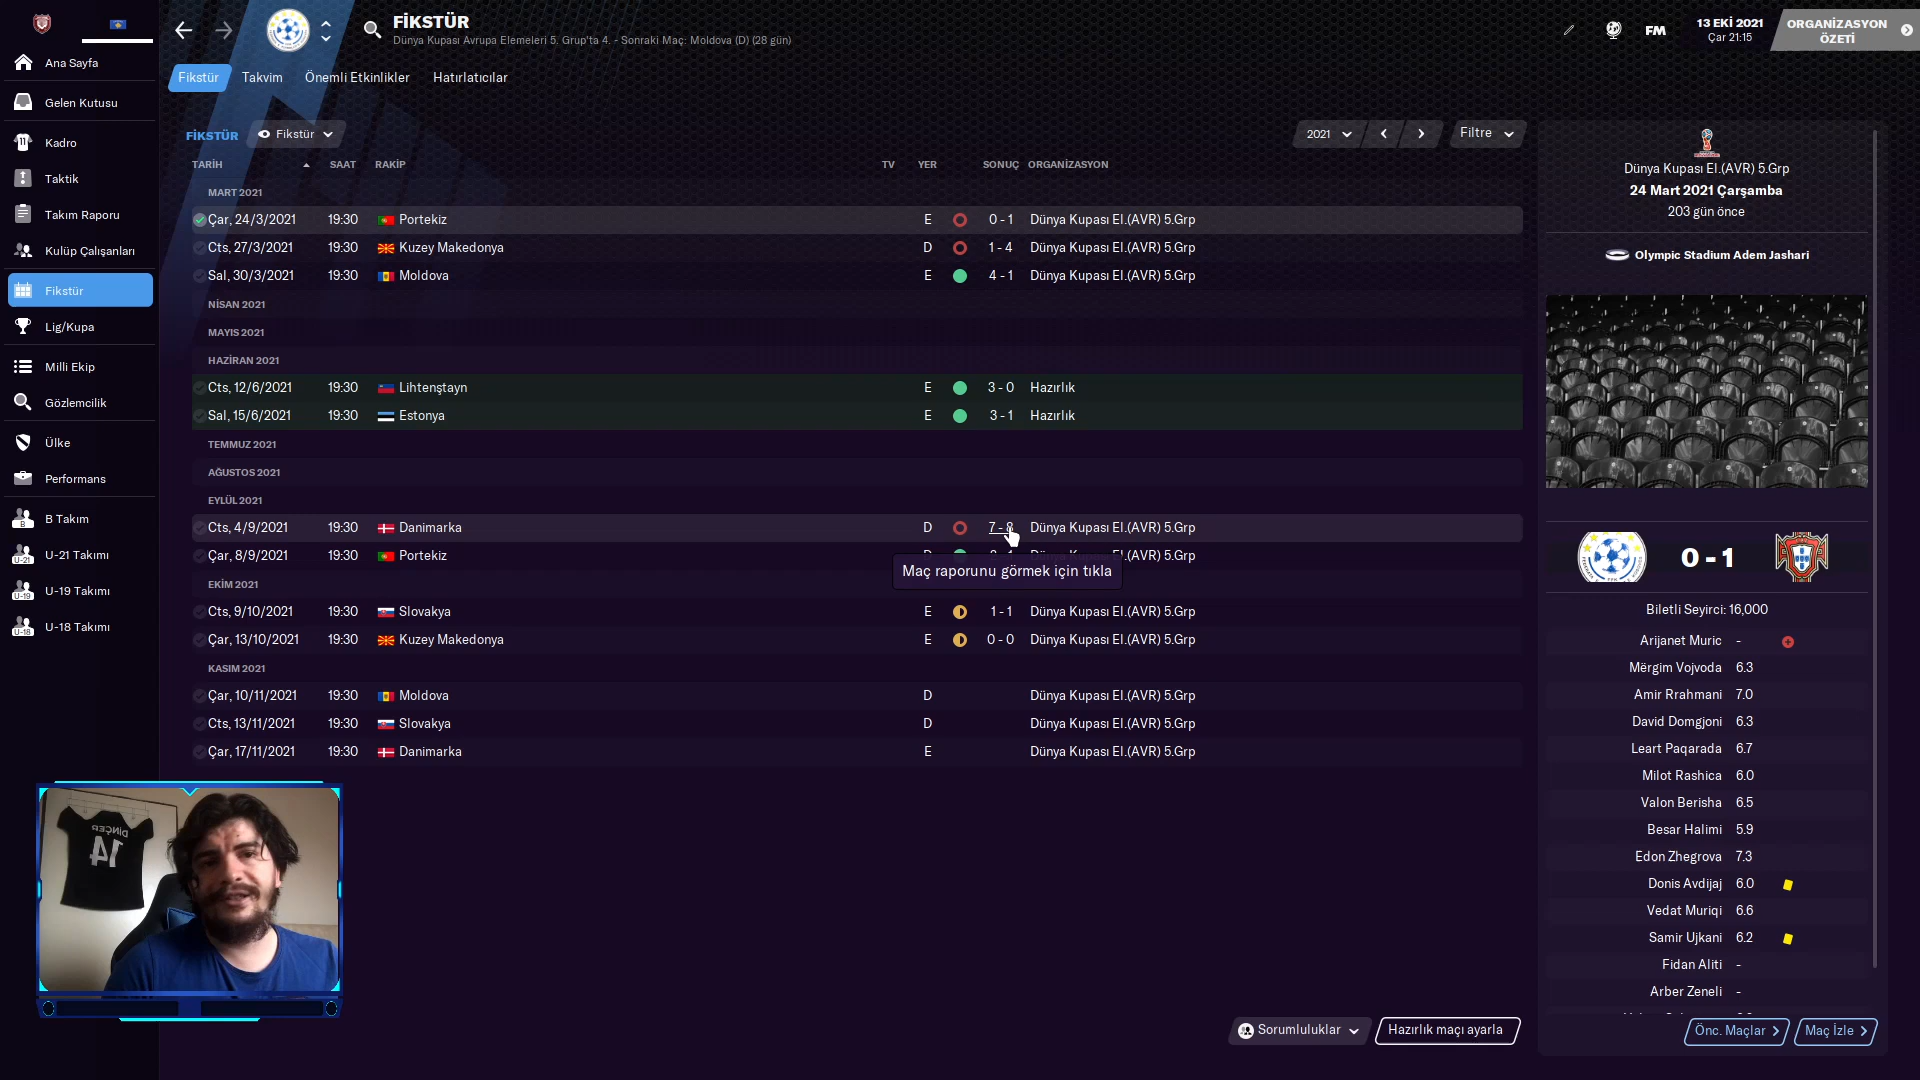 FİKSTÜR
Dünya Kupası Avrupa Elemeleri 5. Grup'ta 4. - Sonraki Maç: Moldova (D) (28 gün)
FM
13 EKİ 2021
Çar 21:15
ORGANİZASYON
ÖZETİ
Ana Sayfa
Gelen Kutusu
Kadro
Taktik
Takım Raporu
Kulüp Çalışanları
Fikstür
Lig/Kupa
Milli Ekip
Gözlemcilik
Ülke
Performans
B Takım
U-21 Takımı
U-19 Takımı
U-18 Takımı
Fikstür Takvim Önemli Etkinlikler Hatırlatıcılar
FİKSTÜR Fikstür 2021 Filtre
TARİH SAAT RAKİP TV YER SONUÇ ORGANİZASYON
MART 2021
Çar, 24/3/2021 19:30 Portekiz E 0 - 1 Dünya Kupası El.(AVR) 5.Grp
Cts, 27/3/2021 19:30 Kuzey Makedonya D 1 - 4 Dünya Kupası El.(AVR) 5.Grp
Sal, 30/3/2021 19:30 Moldova E 4 - 1 Dünya Kupası El.(AVR) 5.Grp
NİSAN 2021
MAYIS 2021
HAZİRAN 2021
Cts, 12/6/2021 19:30 Lihtenştayn E 3 - 0 Hazırlık
Sal, 15/6/2021 19:30 Estonya E 3 - 1 Hazırlık
TEMMUZ 2021
AĞUSTOS 2021
EYLÜL 2021
Cts, 4/9/2021 19:30 Danimarka D 7 - 8 Dünya Kupası El.(AVR) 5.Grp
Çar, 8/9/2021 19:30 Portekiz El.(AVR) 5.Grp
Maç raporunu görmek için tıkla
EKİM 2021
Cts, 9/10/2021 19:30 Slovakya E 1 - 1 Dünya Kupası El.(AVR) 5.Grp
Çar, 13/10/2021 19:30 Kuzey Makedonya E 0 - 0 Dünya Kupası El.(AVR) 5.Grp
KASIM 2021
Çar, 10/11/2021 19:30 Moldova D Dünya Kupası El.(AVR) 5.Grp
Cts, 13/11/2021 19:30 Slovakya D Dünya Kupası El.(AVR) 5.Grp
Çar, 17/11/2021 19:30 Danimarka E Dünya Kupası El.(AVR) 5.Grp
DİNÇER
14
Sorumluluklar Hazırlık maçı ayarla
Dünya Kupası El.(AVR) 5.Grp
24 Mart 2021 Çarşamba
203 gün önce
Olympic Stadium Adem Jashari
0 - 1
Biletli Seyirci: 16,000
Arijanet Muric -
Mërgim Vojvoda 6.3
Amir Rrahmani 7.0
David Domgjoni 6.3
Leart Paqarada 6.7
Milot Rashica 6.0
Valon Berisha 6.5
Besar Halimi 5.9
Edon Zhegrova 7.3
Donis Avdijaj 6.0
Vedat Muriqi 6.6
Samir Ujkani 6.2
Fidan Aliti -
Arber Zeneli -
Önc. Maçlar Maç İzle